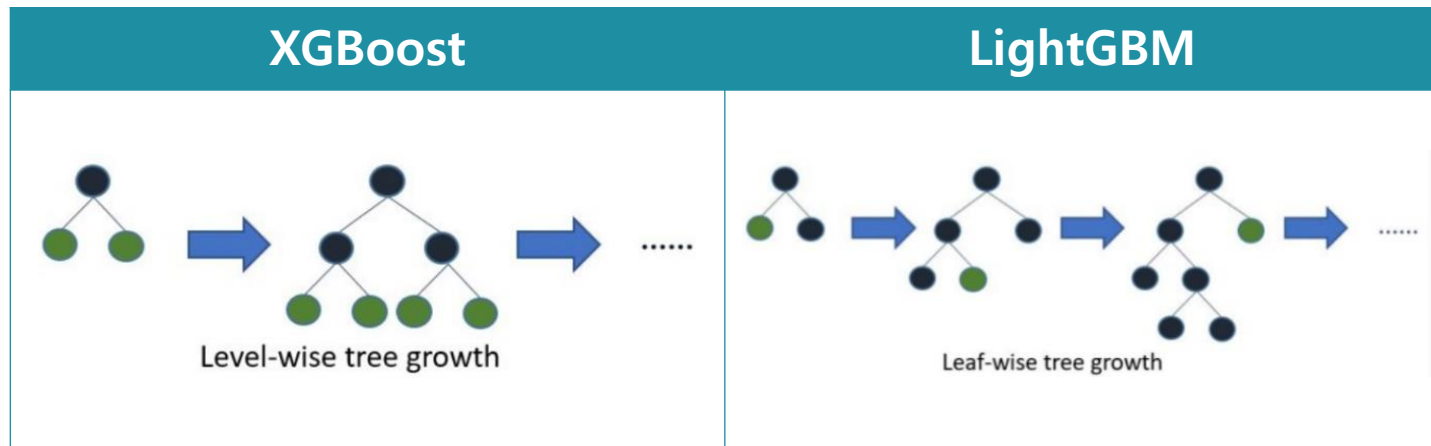 XGBoost
LightGBM
......
Level-wise tree growth
......
Leaf-wise tree growth